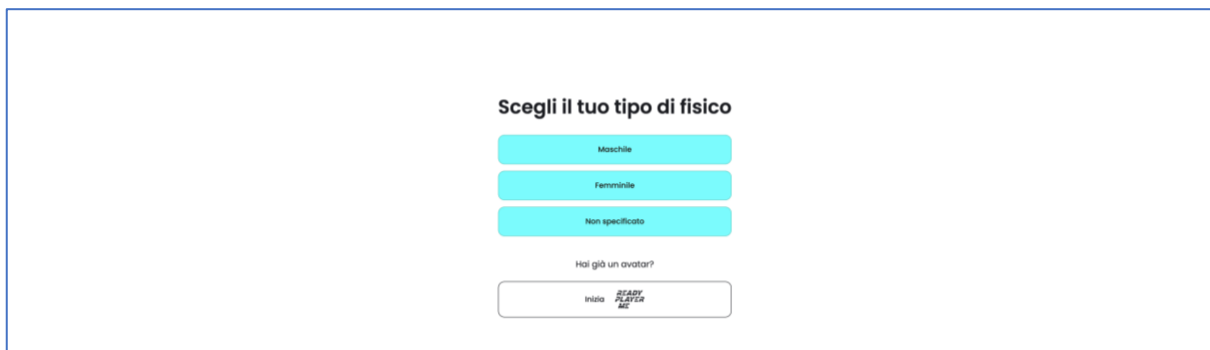 Scegli il tuo tipo di fisico
Maschile
Femminile
Non specificato
Hai già un avatar?
Inizia READY
PLAYER
ME